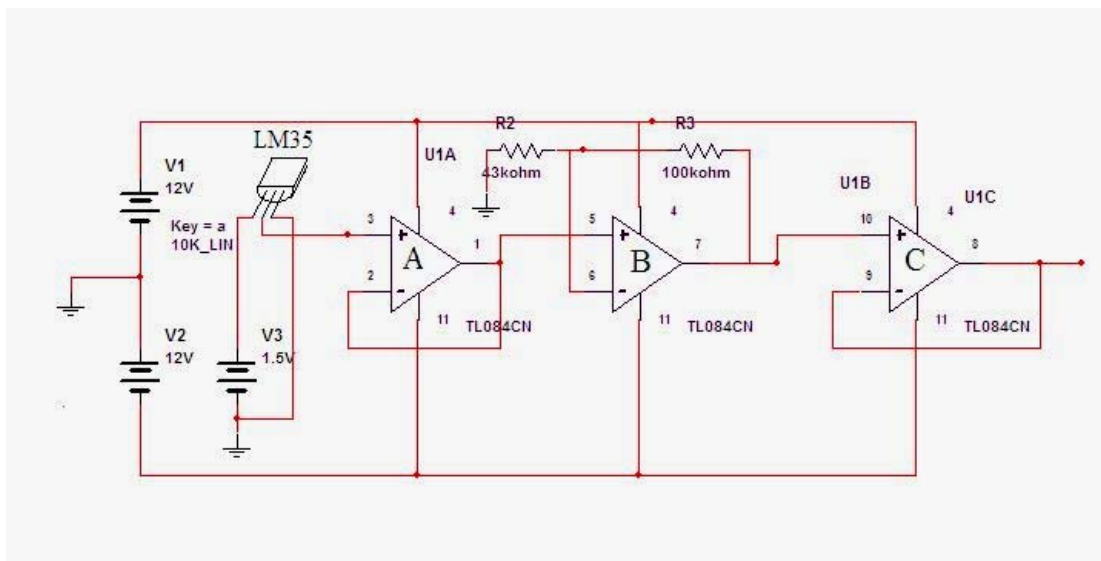 R2
R3
LM35
U1A
43kohm
100kohm
V1
12V
U1B
U1C
Key = a
10K_LIN
3
4
5
4
10
4
+
+
+
A
1
B
7
C
8
2
6
9
-
-
-
11
TL084CN
11
TL084CN
11
TL084CN
V2
12V
V3
1.5V